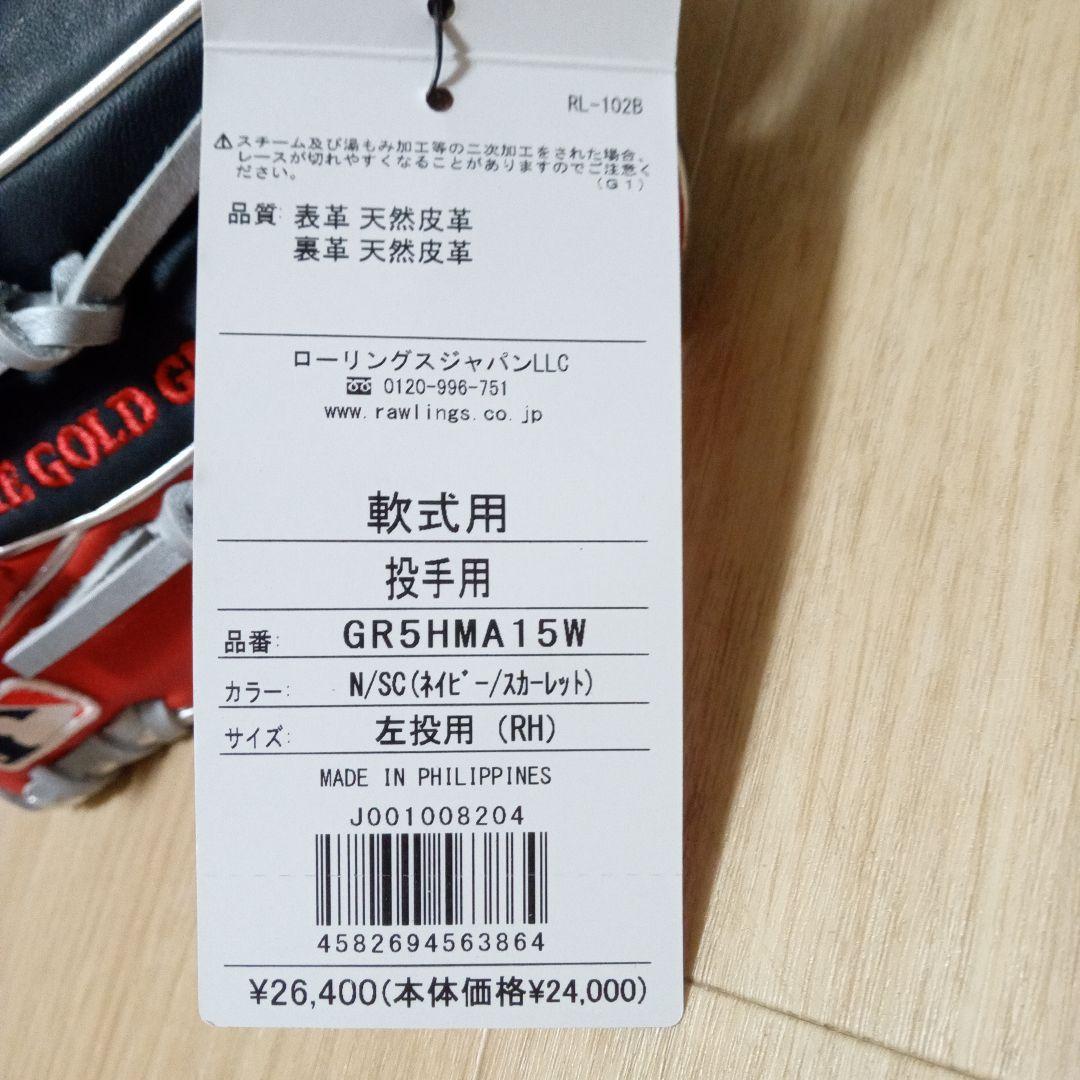 RL-102B
⚠スチーム及び湯もみ加工等の二次加工をされた場合、
レースが切れやすくなることがありますのでご注意く
ださい。
(G1)
品質: 表革 天然皮革
裏革 天然皮革
ローリングスジャパンLLC
0120-996-751
www.rawlings.co.jp
軟式用
投手用
品番: GR5HMA15W
カラー: N/SC(ネイビー/スカーレット)
サイズ: 左投用 (RH)
MADE IN PHILIPPINES
J001008204
4582694563864
¥26,400(本体価格¥24,000)
GOLD